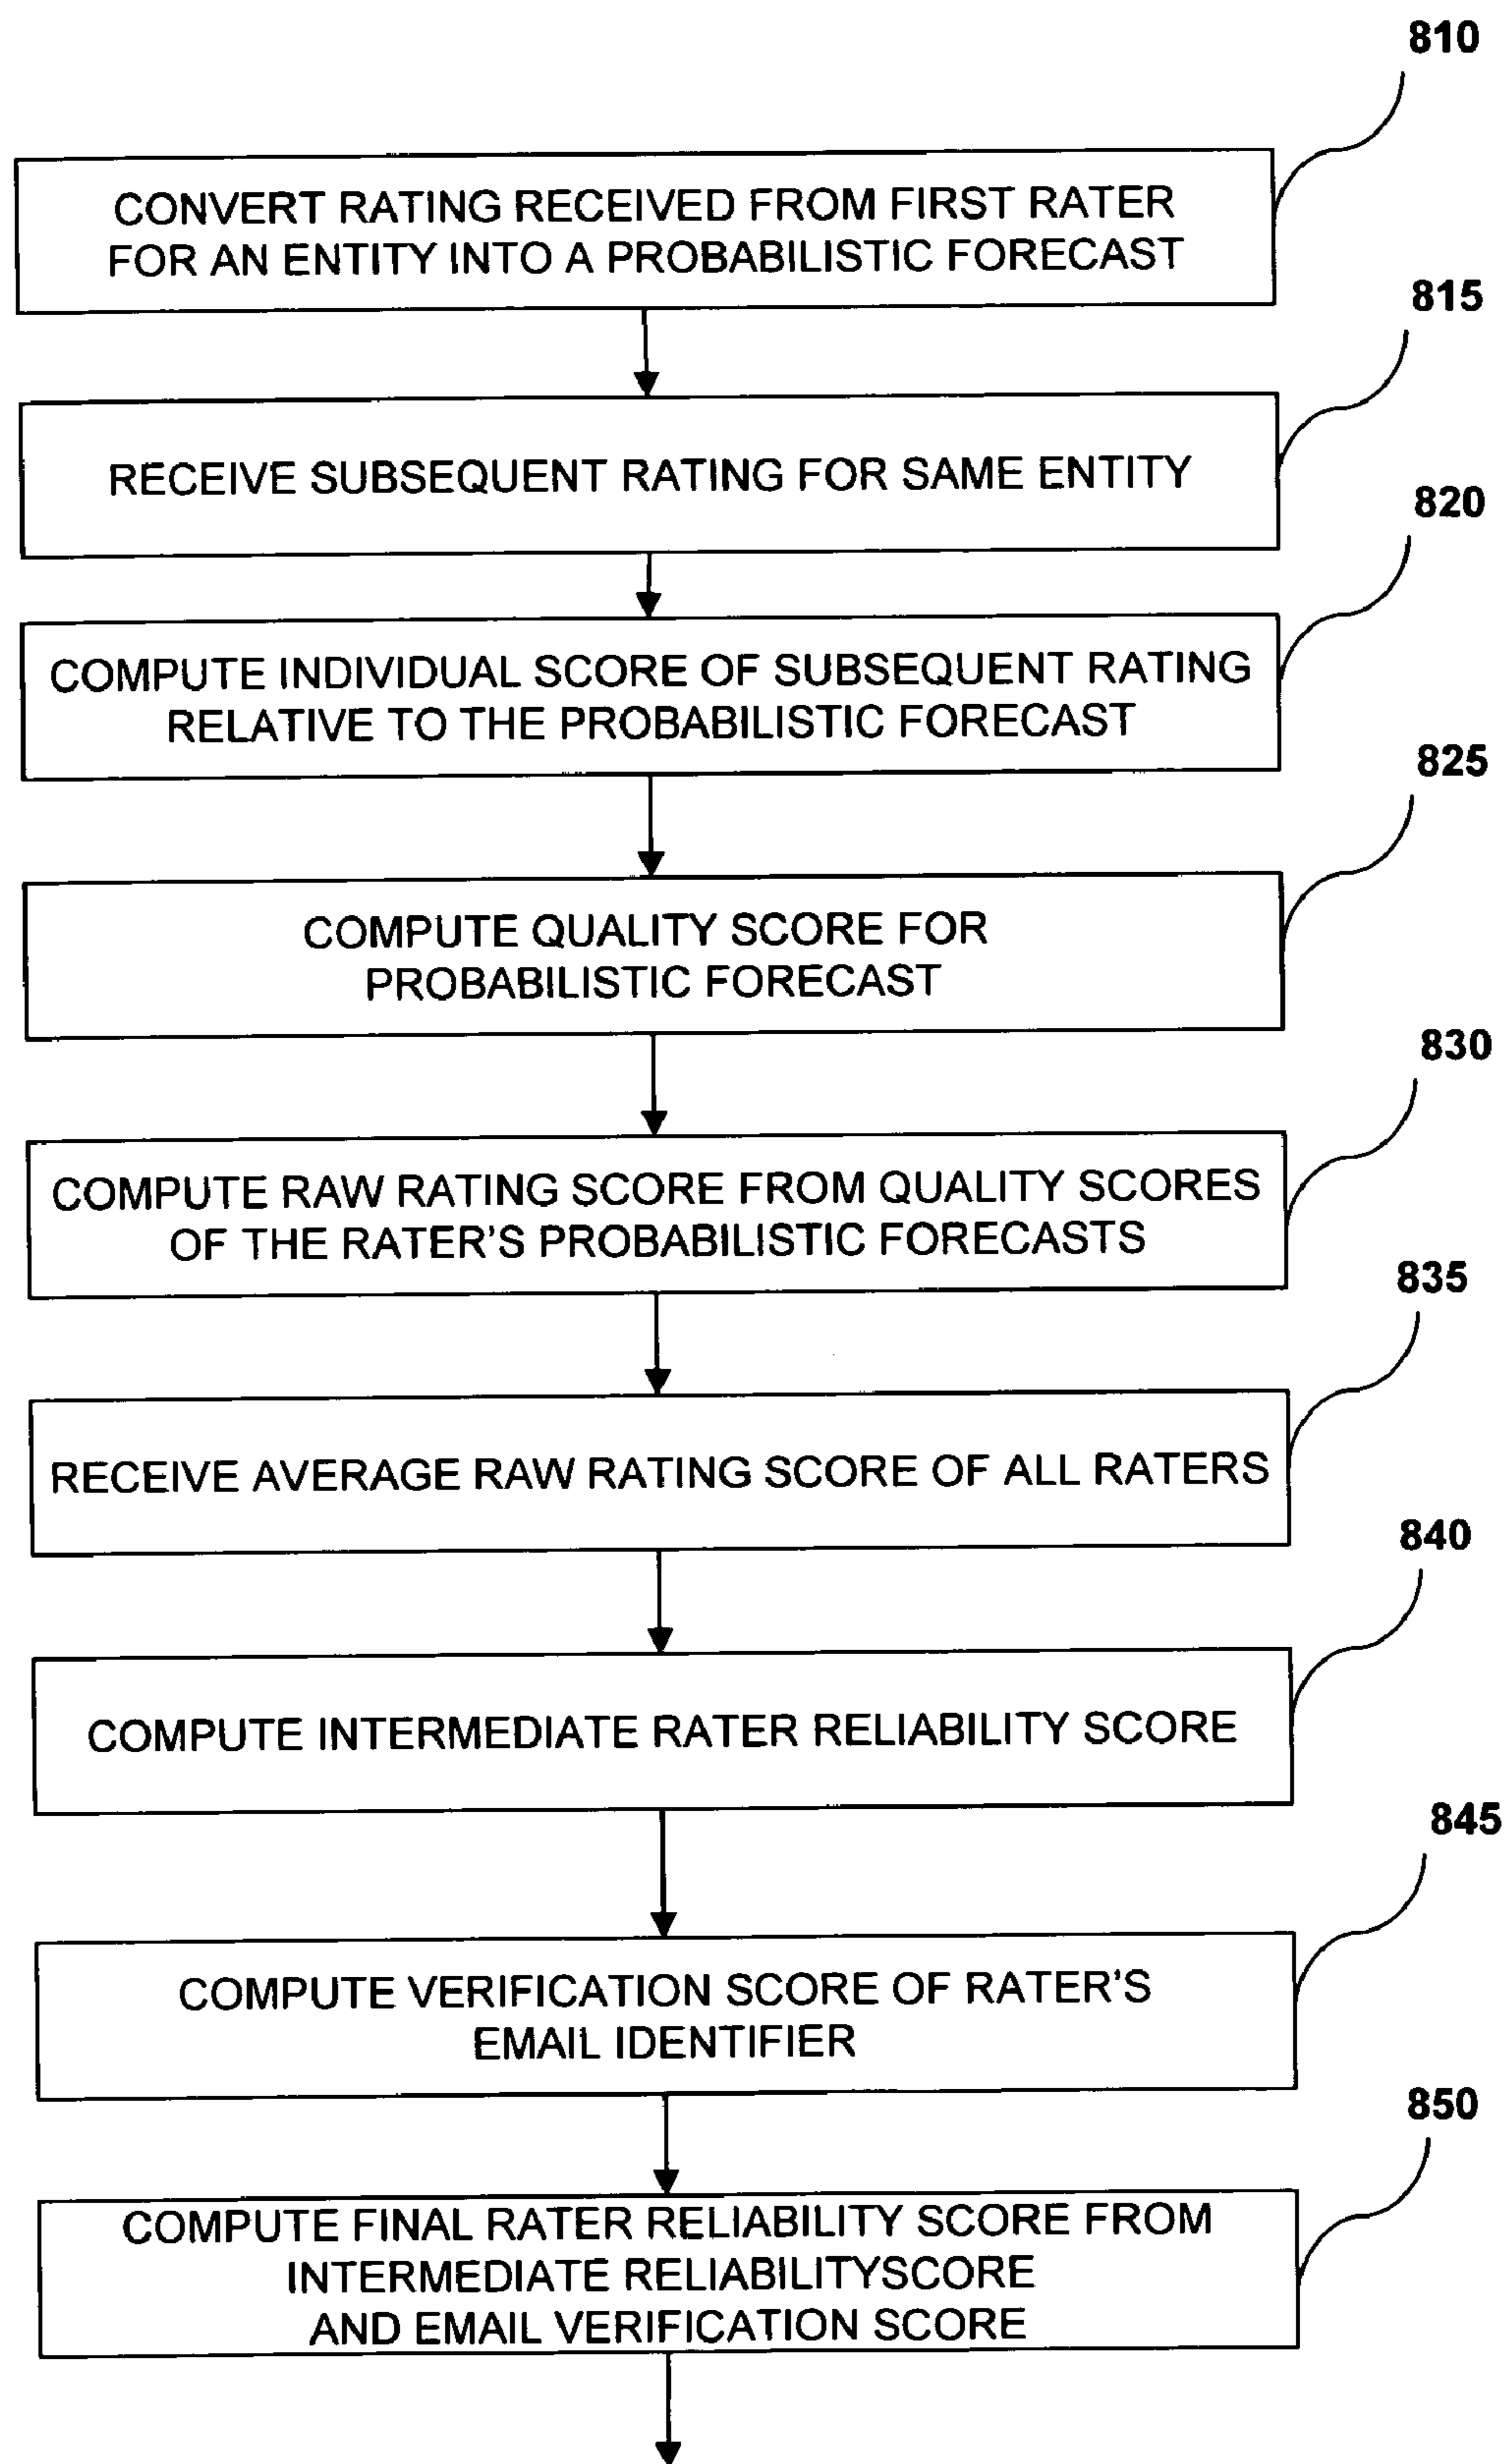 810
CONVERT RATING RECEIVED FROM FIRST RATER
FOR AN ENTITY INTO A PROBABILISTIC FORECAST
815
RECEIVE SUBSEQUENT RATING FOR SAME ENTITY
820
COMPUTE INDIVIDUAL SCORE OF SUBSEQUENT RATING
RELATIVE TO THE PROBABILISTIC FORECAST
825
COMPUTE QUALITY SCORE FOR
PROBABILISTIC FORECAST
830
COMPUTE RAW RATING SCORE FROM QUALITY SCORES
OF THE RATER'S PROBABILISTIC FORECASTS
835
RECEIVE AVERAGE RAW RATING SCORE OF ALL RATERS
840
COMPUTE INTERMEDIATE RATER RELIABILITY SCORE
845
COMPUTE VERIFICATION SCORE OF RATER'S
EMAIL IDENTIFIER
850
COMPUTE FINAL RATER RELIABILITY SCORE FROM
INTERMEDIATE RELIABILITYSCORE
AND EMAIL VERIFICATION SCORE